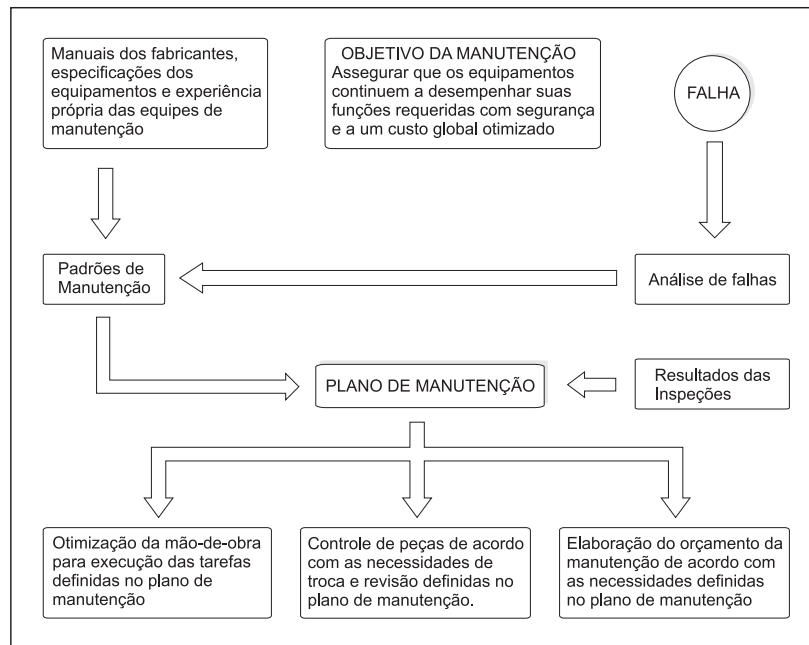 Manuais dos fabricantes,
especificações dos
equipamentos e experiência
própria das equipes de
manutenção
OBJETIVO DA MANUTENÇÃO
Assegurar que os equipamentos
continuem a desempenhar suas
funções requeridas com segurança
e a um custo global otimizado
FALHA
Padrões de
Manutenção
Análise de falhas
PLANO DE MANUTENÇÃO
Resultados das
Inspeções
Otimização da mão-de-obra
para execução das tarefas
definidas no plano de
manutenção
Controle de peças de acordo
com as necessidades de
troca e revisão definidas no
plano de manutenção.
Elaboração do orçamento da
manutenção de acordo com
as necessidades definidas
no plano de manutenção